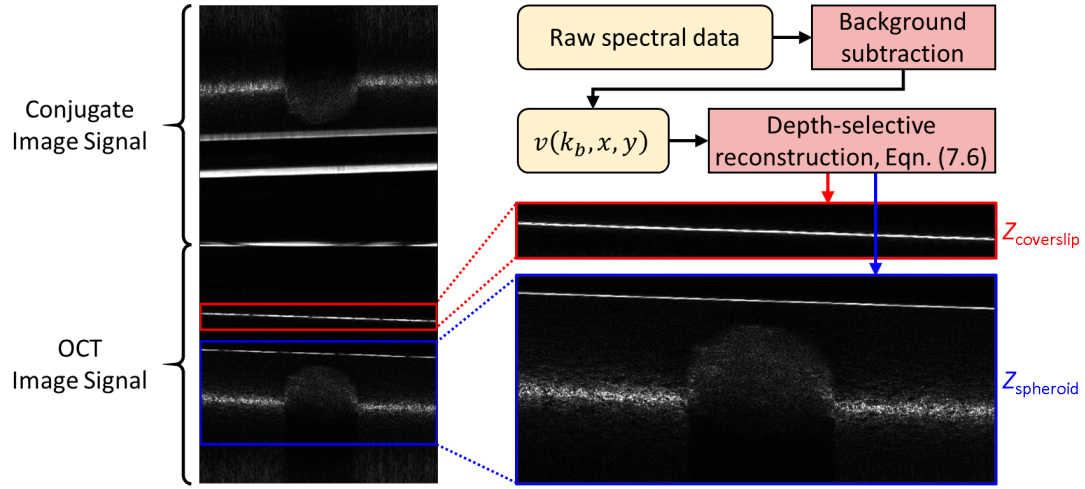 Conjugate
Image Signal
OCT
Image Signal
Raw spectral data
Background
subtraction
v(k_b, x, y)
Depth-selective
reconstruction, Eqn. (7.6)
Z_coverslip
Z_spheroid